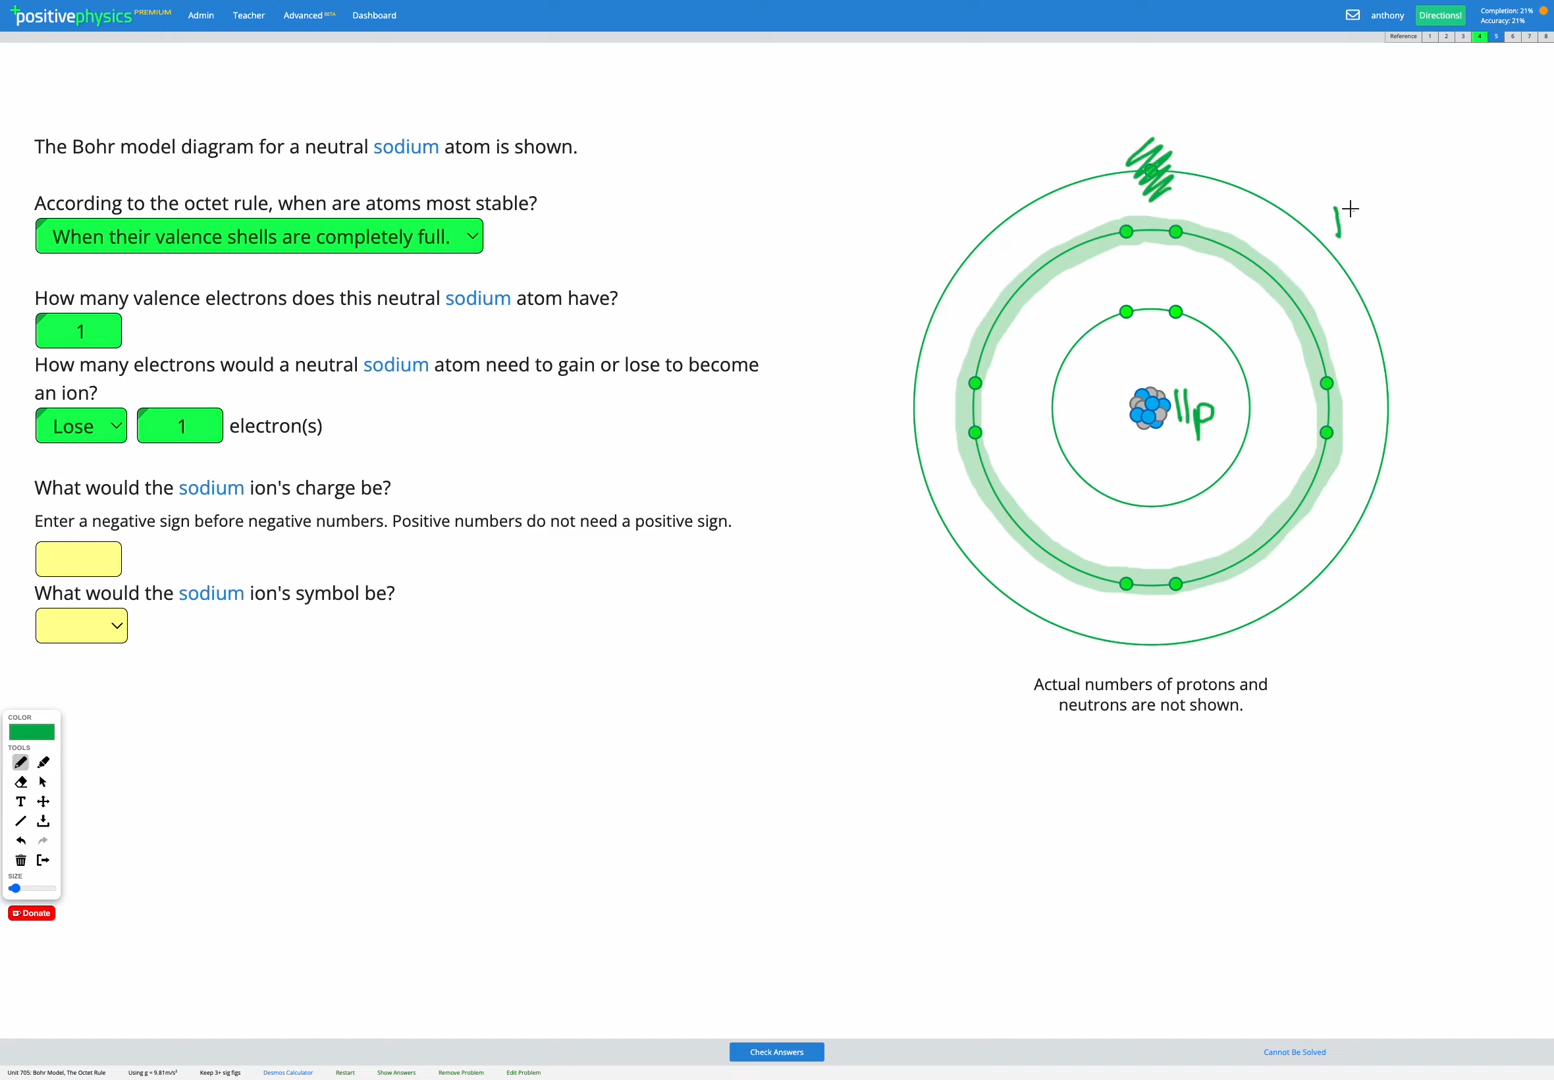 +positivephysics PREMIUM Admin Teacher Advanced BETA Dashboard anthony Directions! Completion: 21%
Accuracy: 21%
Reference 1 2 3 4 5 6 7 8
The Bohr model diagram for a neutral sodium atom is shown.
According to the octet rule, when are atoms most stable?
When their valence shells are completely full.
How many valence electrons does this neutral sodium atom have?
1
How many electrons would a neutral sodium atom need to gain or lose to become
an ion?
Lose 1 electron(s)
What would the sodium ion's charge be?
Enter a negative sign before negative numbers. Positive numbers do not need a positive sign.
What would the sodium ion's symbol be?
11p
Actual numbers of protons and
neutrons are not shown.
COLOR
TOOLS
T
SIZE
Donate
Check Answers Cannot Be Solved
Unit 705: Bohr Model, The Octet Rule Using g = 9.81m/s² Keep 3+ sig figs Desmos Calculator Restart Show Answers Remove Problem Edit Problem